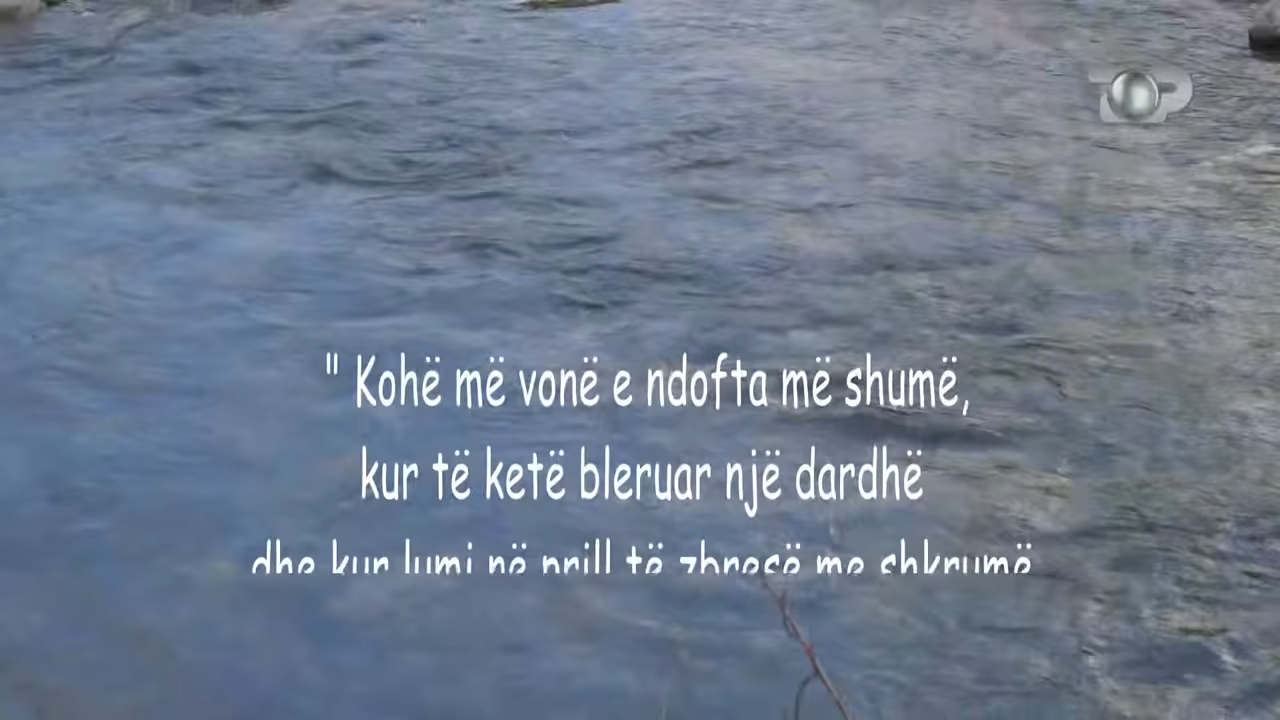 TOP
" Kohë më vonë e ndofta më shumë,
kur të ketë bleruar një dardhë
dhe kur lumi në prill të zbresë me shkrumë